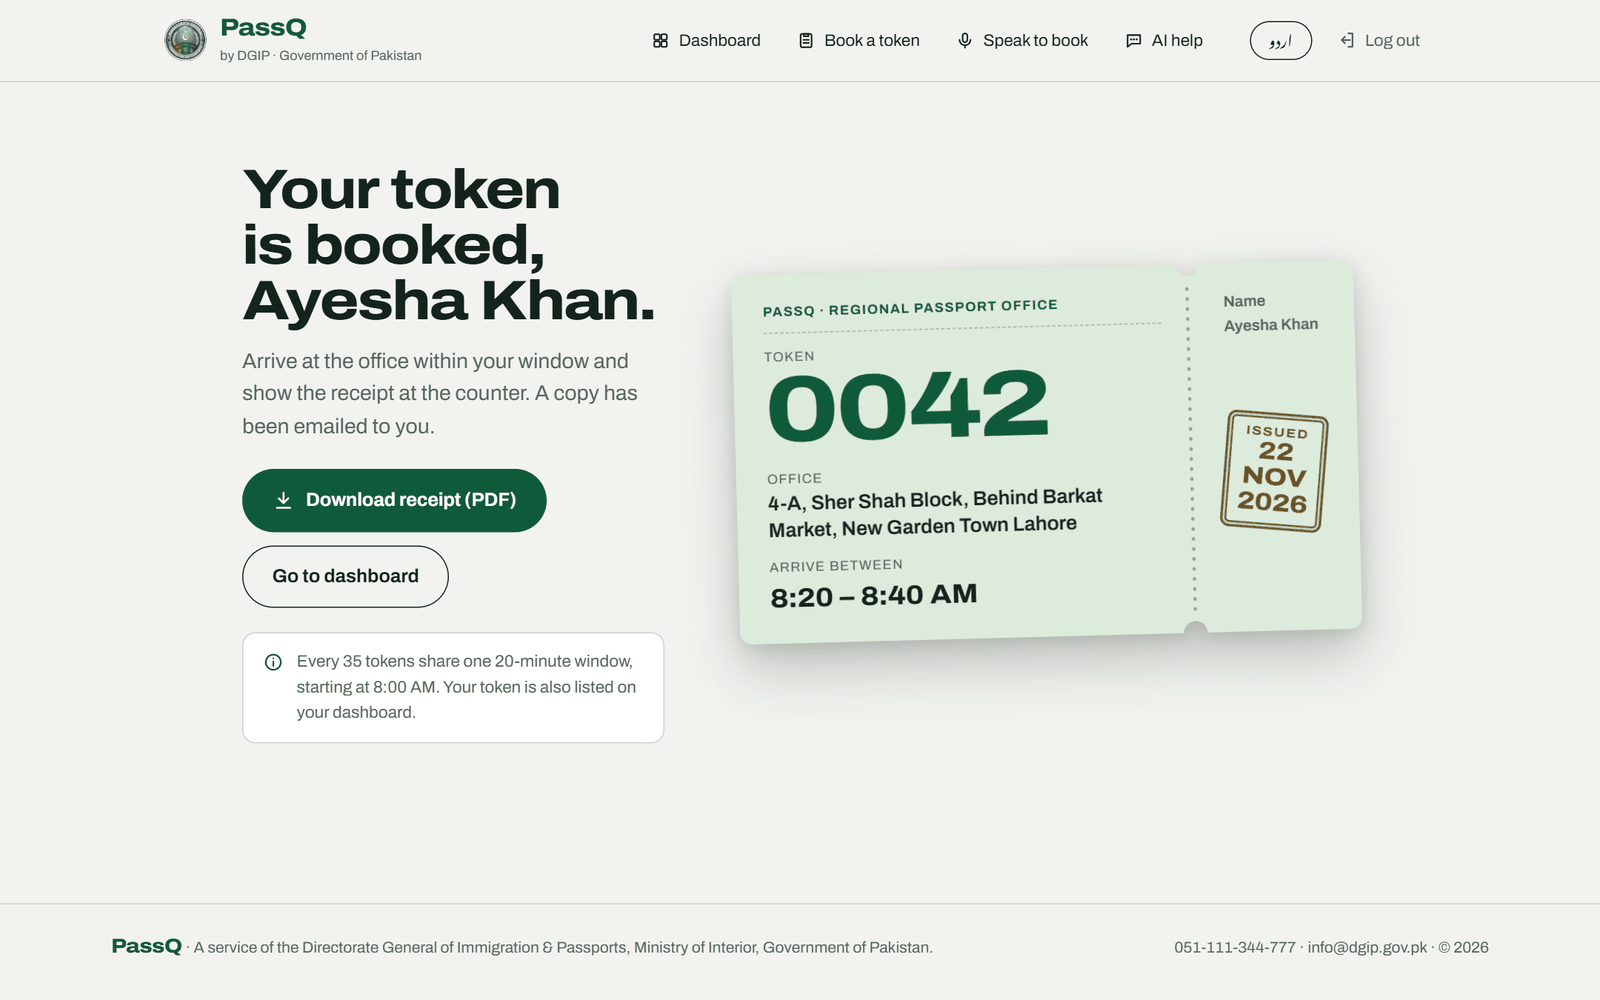 PassQ
by DGIP · Government of Pakistan
Dashboard
Book a token
Speak to book
AI help
اردو
Log out
Your token
is booked,
Ayesha Khan.
Arrive at the office within your window and
show the receipt at the counter. A copy has
been emailed to you.
Download receipt (PDF)
Go to dashboard
Every 35 tokens share one 20-minute window,
starting at 8:00 AM. Your token is also listed on
your dashboard.
PASSQ · REGIONAL PASSPORT OFFICE
TOKEN
0042
OFFICE
4-A, Sher Shah Block, Behind Barkat
Market, New Garden Town Lahore
ARRIVE BETWEEN
8:20 – 8:40 AM
Name
Ayesha Khan
ISSUED
22
NOV
2026
PassQ · A service of the Directorate General of Immigration & Passports, Ministry of Interior, Government of Pakistan.
051-111-344-777 · info@dgip.gov.pk · © 2026